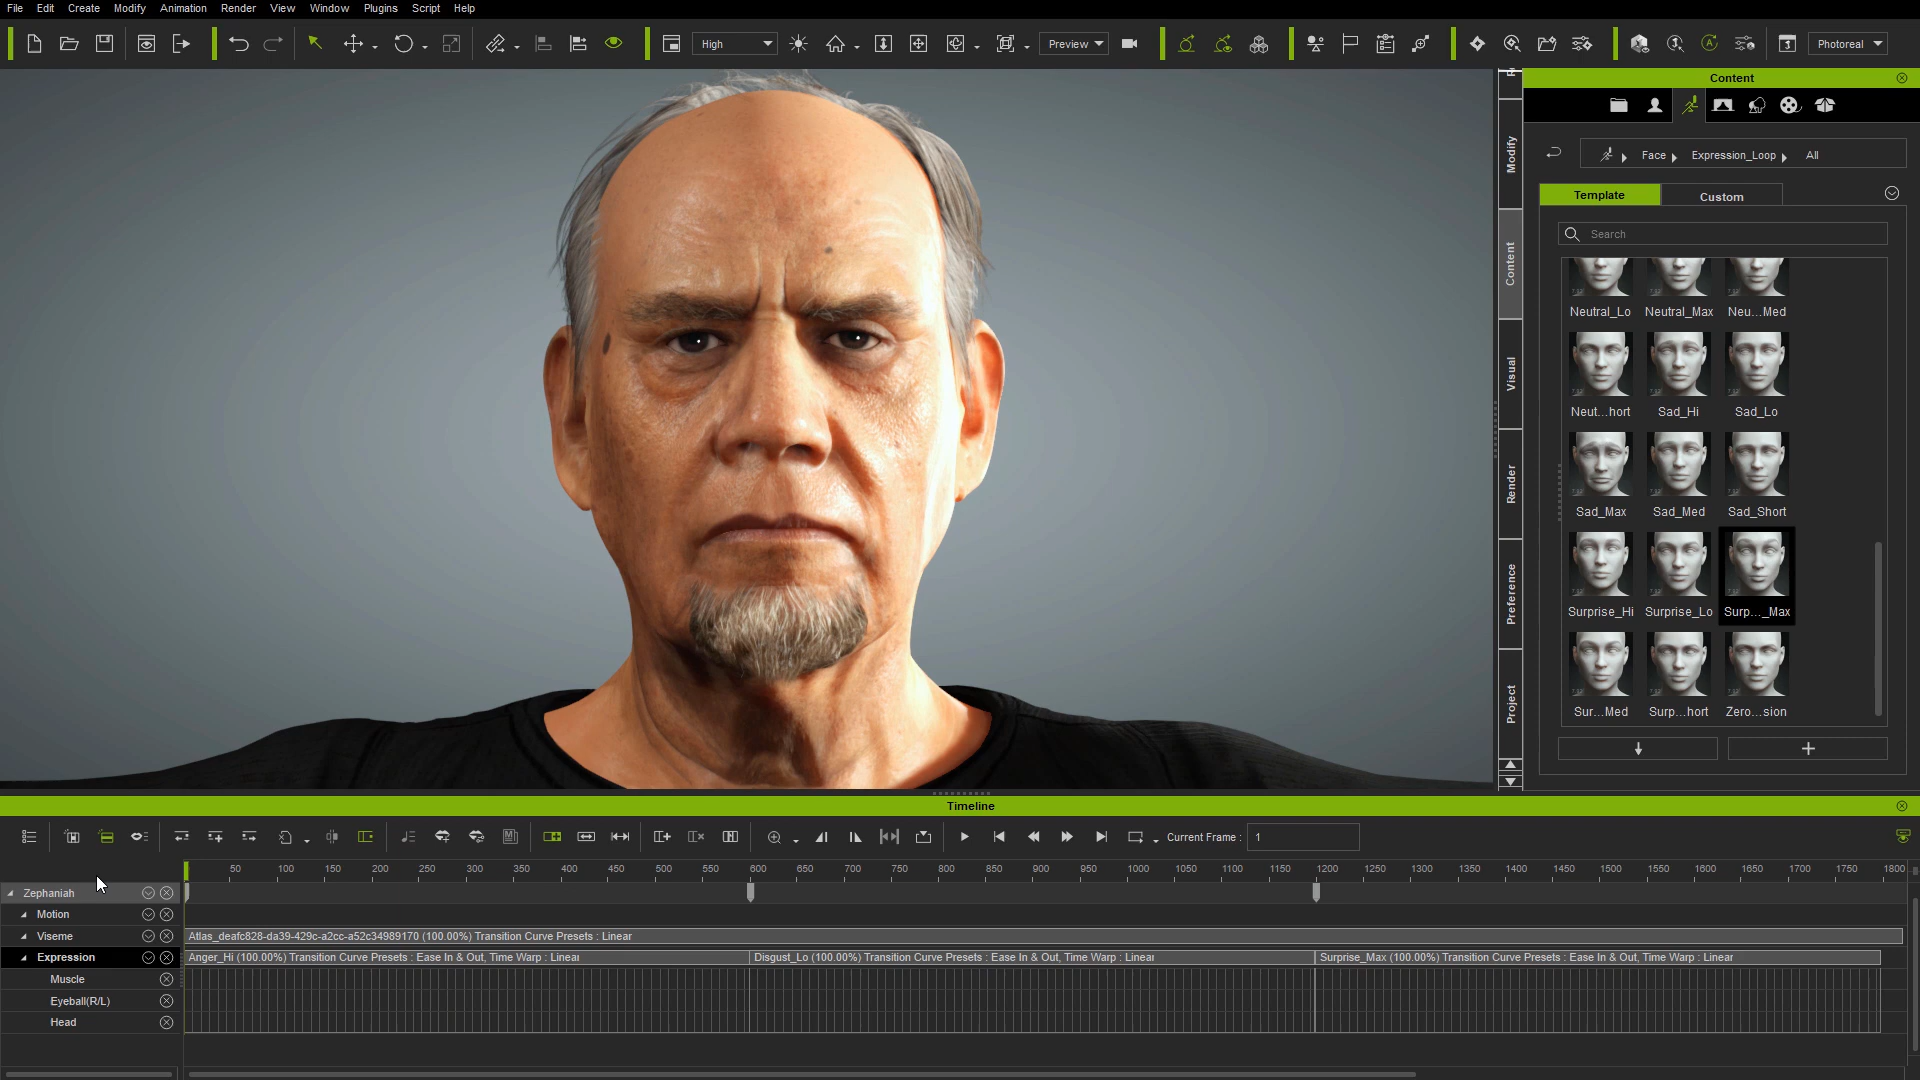 File Edit Create Modify Animation Render View Window Plugins Script Help
High
Preview
Photoreal
Content
Face Expression_Loop All
Template Custom
Search
Neutral_Lo Neutral_Max Neu...Med
Neut...hort Sad_Hi Sad_Lo
Sad_Max Sad_Med Sad_Short
Surprise_Hi Surprise_Lo Surp..._Max
Sur...Med Surp...hort Zero...sion
Modify
Content
Visual
Render
Preference
Project
Timeline
Current Frame : 1
50 100 150 200 250 300 350 400 450 500 550 600 650 700 750 800 850 900 950 1000 1050 1100 1150 1200 1250 1300 1350 1400 1450 1500 1550 1600 1650 1700 1750 1800
Zephaniah
Motion
Viseme
Atlas_deafc828-da39-429c-a2cc-a52c34989170 (100.00%) Transition Curve Presets : Linear
Expression
Anger_Hi (100.00%) Transition Curve Presets : Ease In & Out, Time Warp : Linear
Disgust_Lo (100.00%) Transition Curve Presets : Ease In & Out, Time Warp : Linear
Surprise_Max (100.00%) Transition Curve Presets : Ease In & Out, Time Warp : Linear
Muscle
Eyeball(R/L)
Head